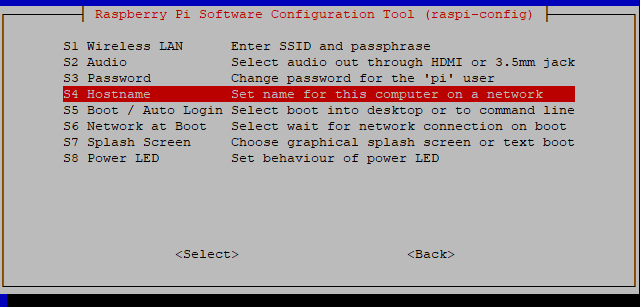 Raspberry Pi Software Configuration Tool (raspi-config)
S1 Wireless LAN Enter SSID and passphrase
S2 Audio Select audio out through HDMI or 3.5mm jack
S3 Password Change password for the 'pi' user
S4 Hostname Set name for this computer on a network
S5 Boot / Auto Login Select boot into desktop or to command line
S6 Network at Boot Select wait for network connection on boot
S7 Splash Screen Choose graphical splash screen or text boot
S8 Power LED Set behaviour of power LED
<Select> <Back>